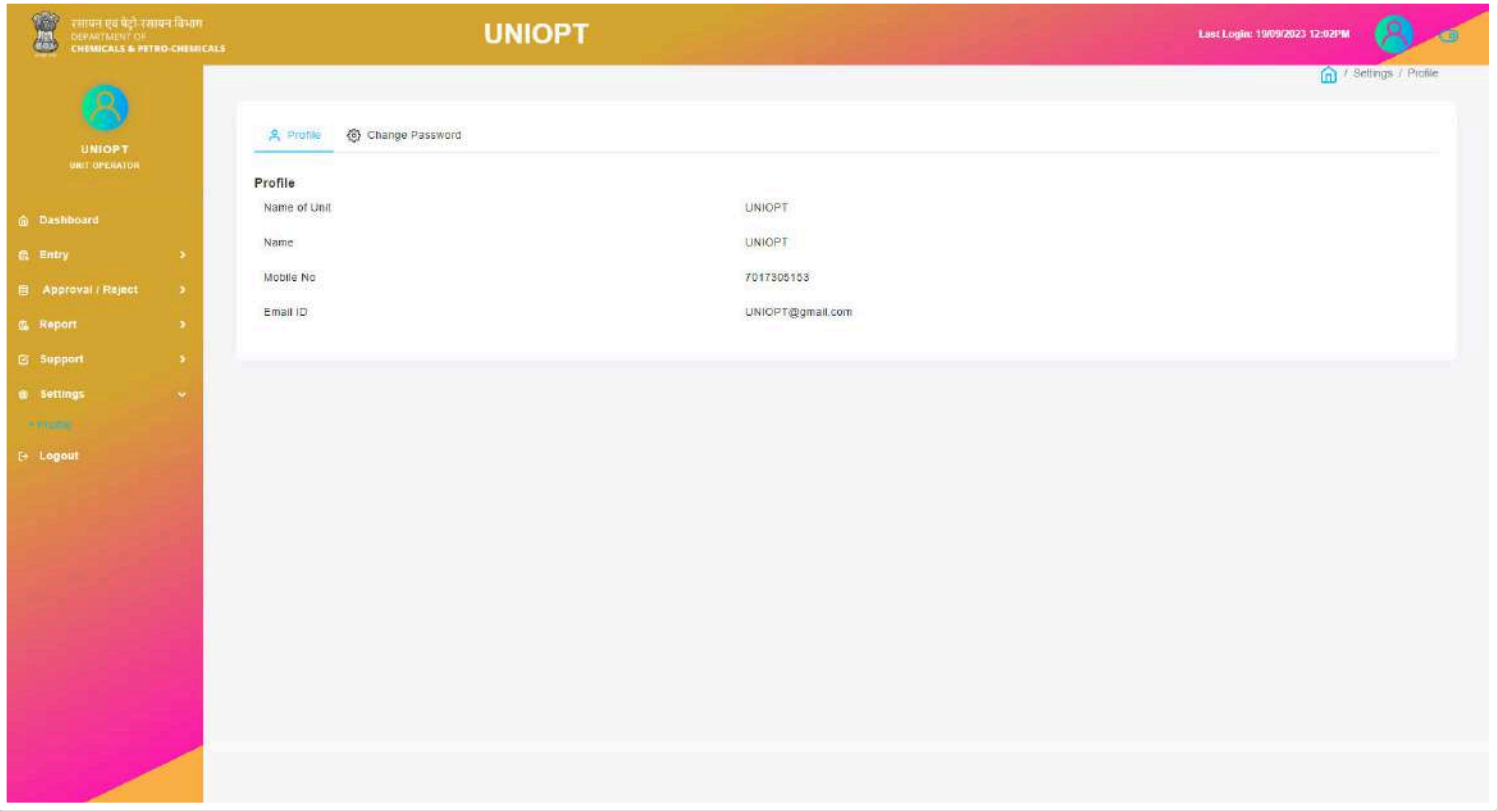 रसायन एवं पेट्रो-रसायन विभाग
DEPARTMENT OF
CHEMICALS & PETRO-CHEMICALS
UNIOPT
Last Login: 19/09/2023 12:02PM
/ Settings / Profile
UNIOPT
UNIT OPERATOR
Dashboard
Entry
Approval / Reject
Report
Support
Settings
Profile
Logout
Profile
Change Password
Profile
Name of Unit
UNIOPT
Name
UNIOPT
Mobile No
7017305153
Email ID
UNIOPT@gmail.com